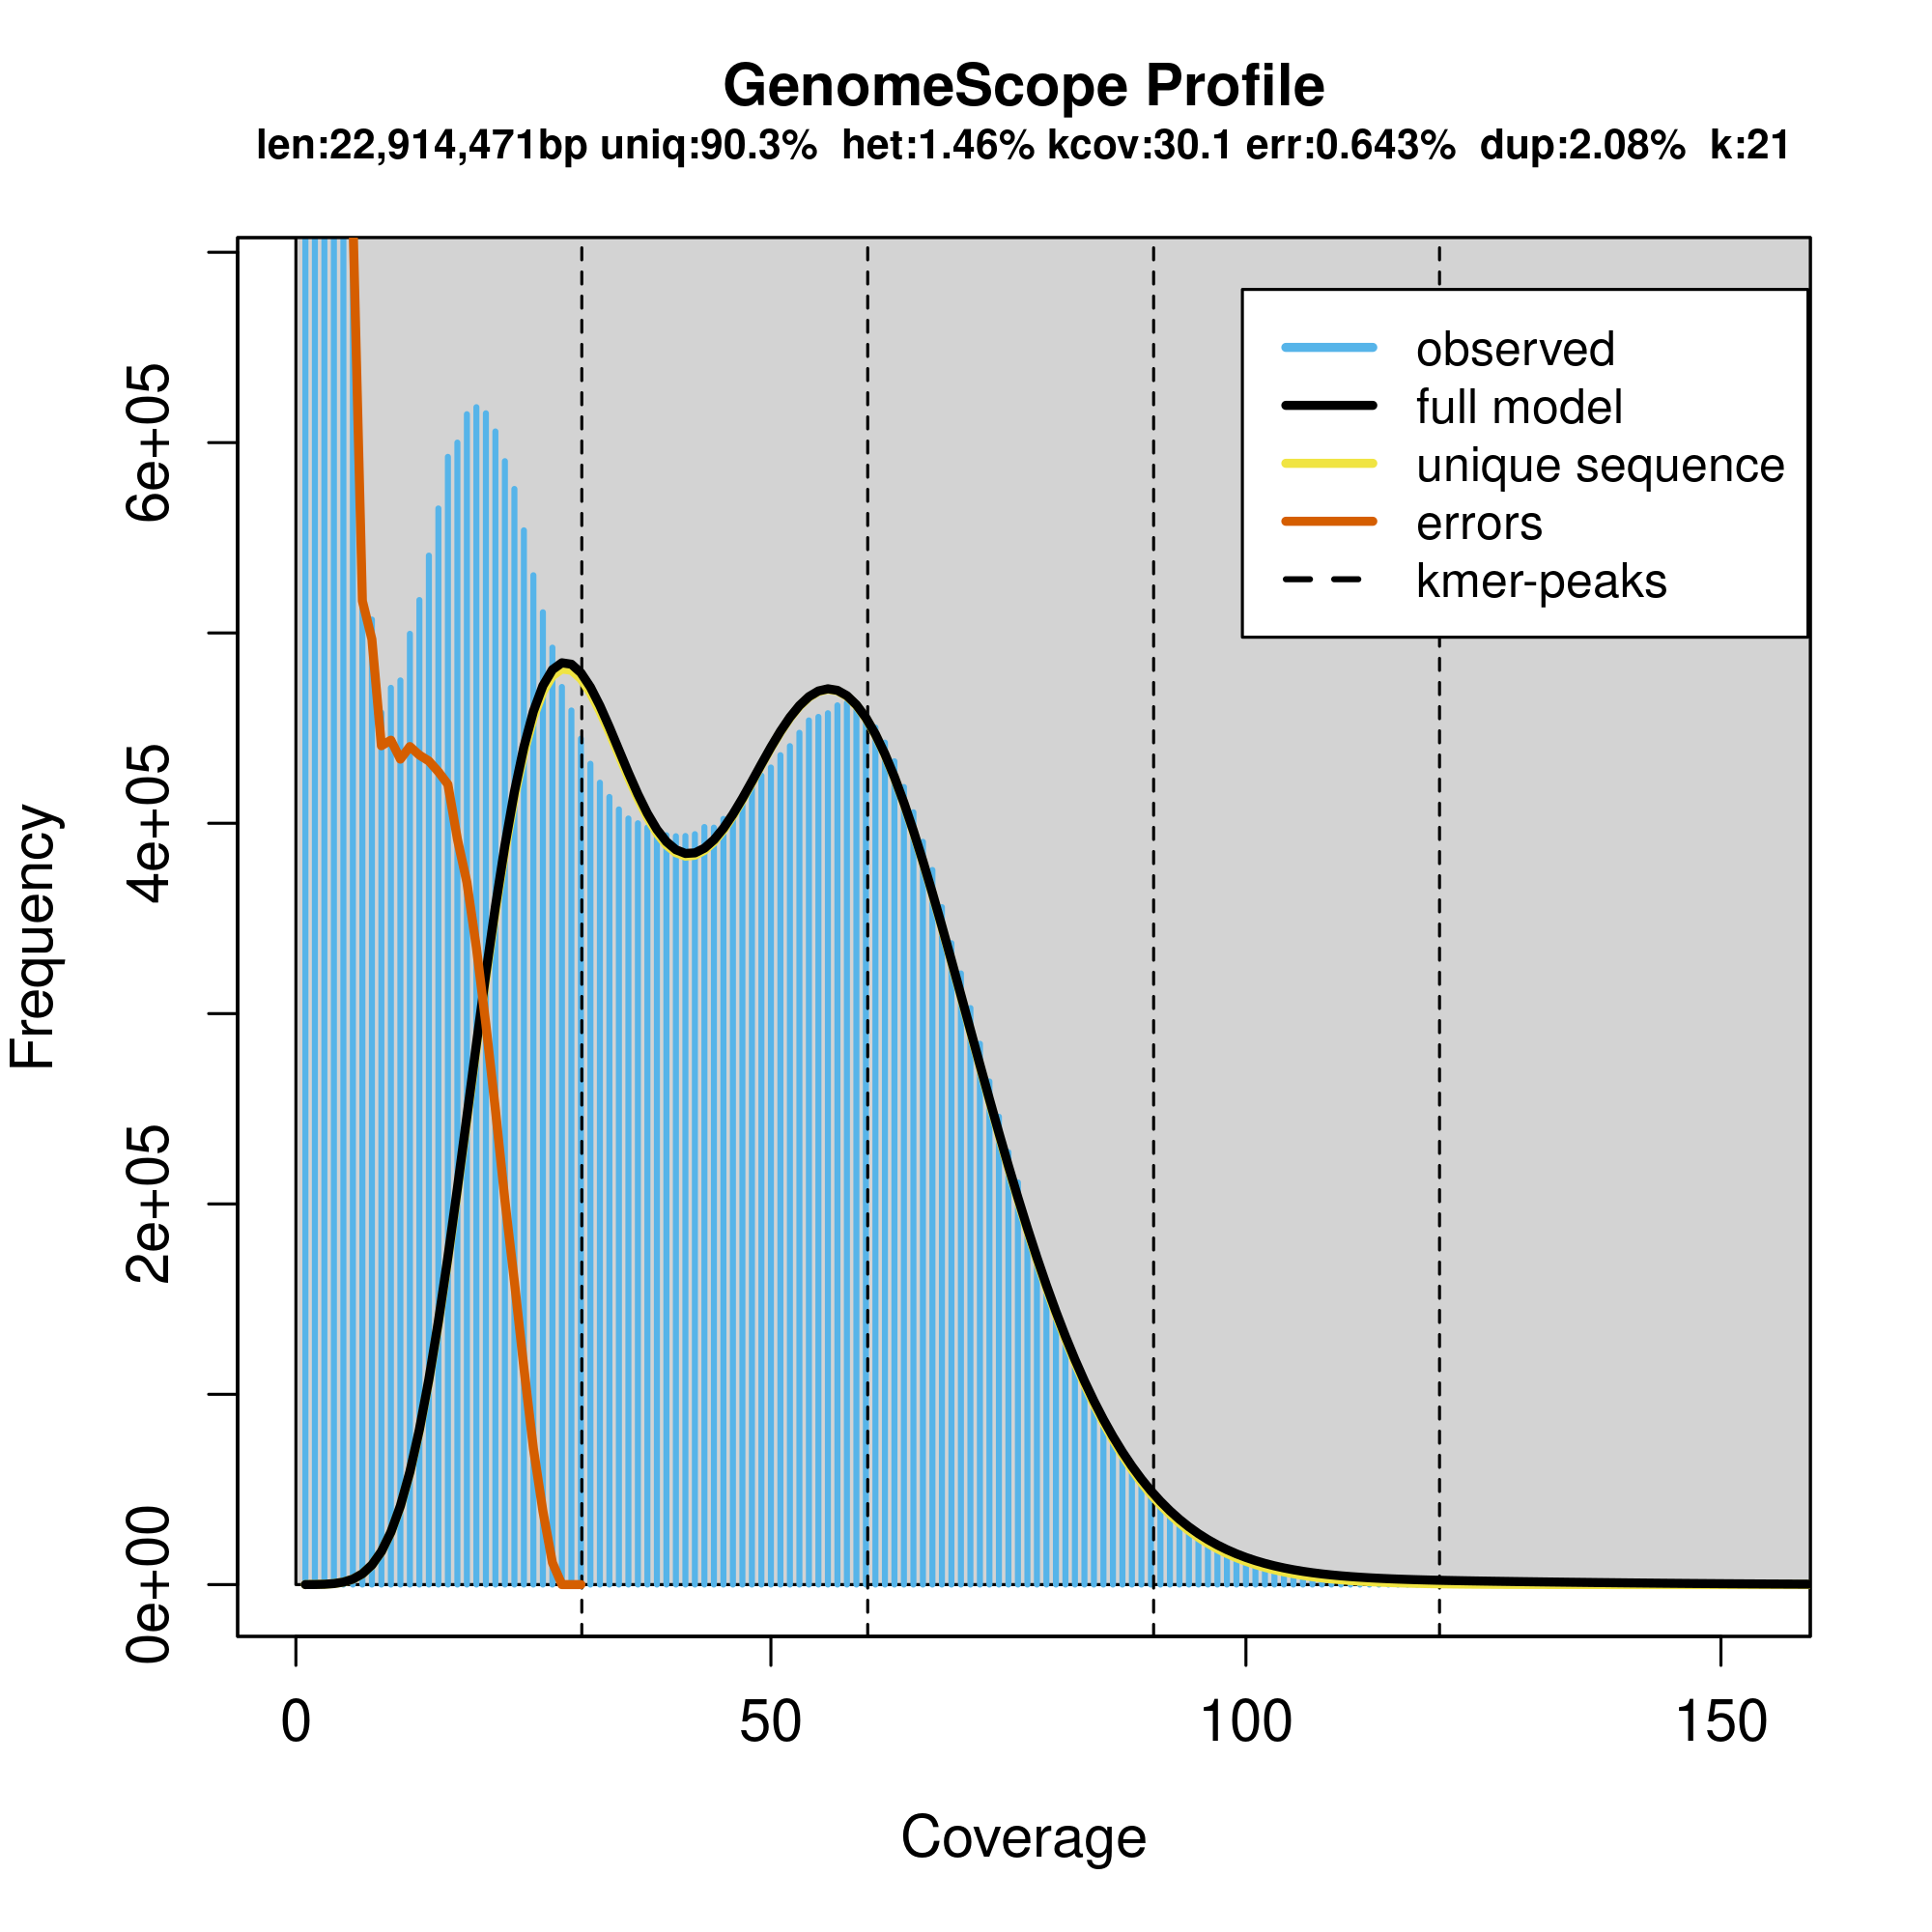 GenomeScope Profile
len:22,914,471bp uniq:90.3% het:1.46% kcov:30.1 err:0.643% dup:2.08% k:21
observed
full model
unique sequence
errors
kmer-peaks
Frequency
6e+05
4e+05
2e+05
0e+00
0 50 100 150
Coverage